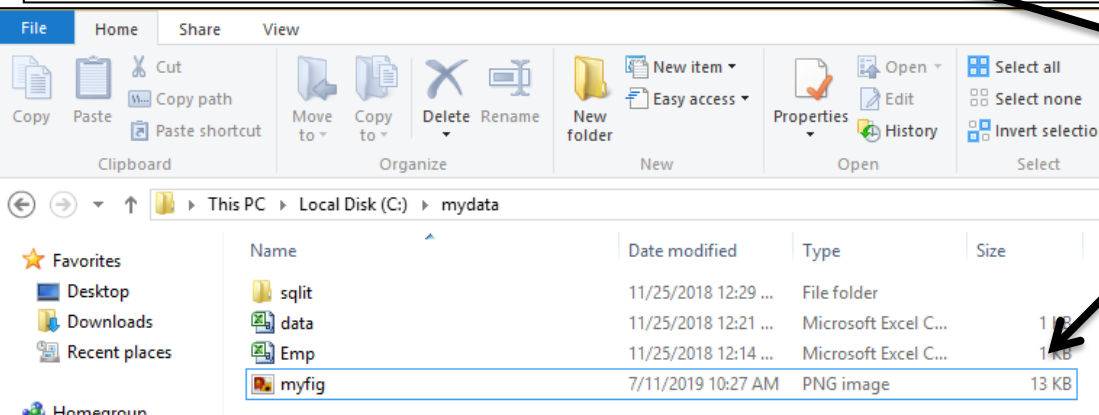 File Home Share View
Cut
Copy path
Paste shortcut
Copy Paste
Clipboard
Move to Copy to Delete Rename
Organize
New folder
New item
Easy access
New
Properties
Open
Edit
History
Open
Select all
Select none
Invert selectio
Select
This PC Local Disk (C:) mydata
Favorites
Desktop
Downloads
Recent places
Homegroup
Name Date modified Type Size
sqlit 11/25/2018 12:29 ... File folder
data 11/25/2018 12:21 ... Microsoft Excel C... 1 KB
Emp 11/25/2018 12:14 ... Microsoft Excel C... 1 KB
myfig 7/11/2019 10:27 AM PNG image 13 KB